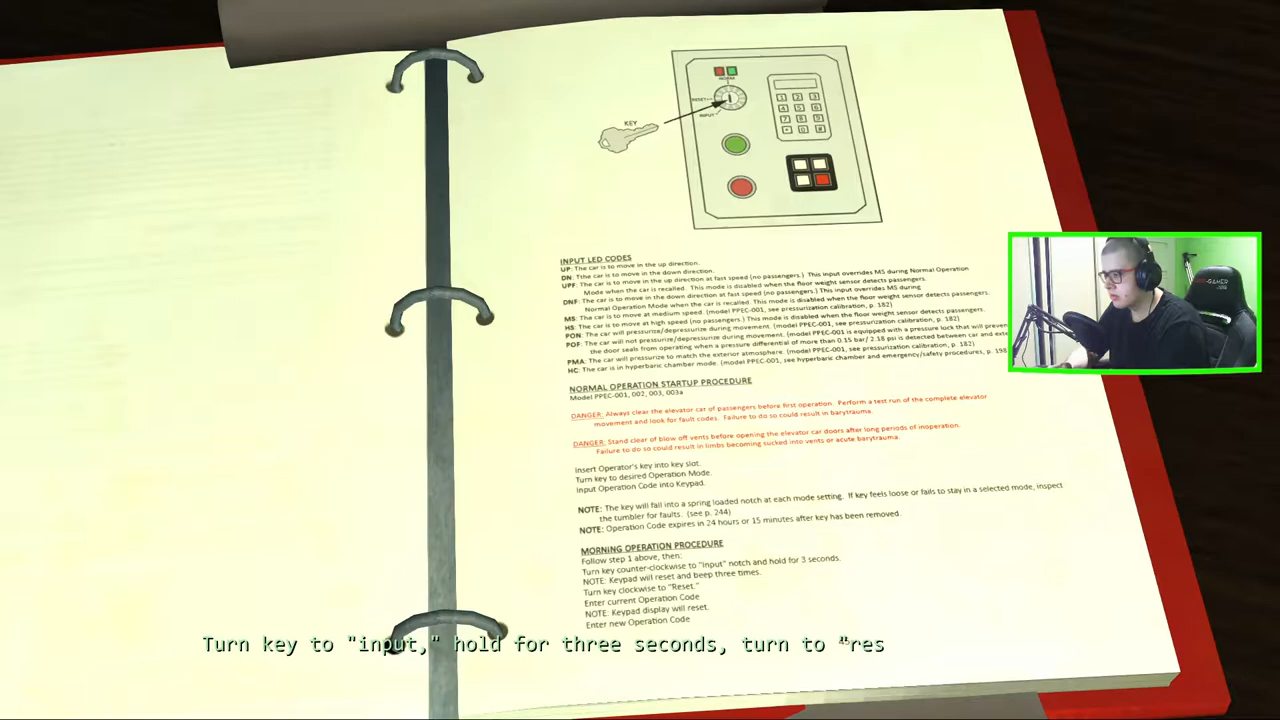 NORM
RESET
INPUT
KEY
1 2 3
4 5 6
7 8 9
* 0 #
INPUT LED CODES
UP: The car is to move in the up direction.
DN: Tthe car is to move in the down direction.
UPF: The car is to move in the up direction at fast speed (no passengers.) This input overrides MS during Normal Operation
Mode when the car is recalled. This mode is disabled when the floor weight sensor detects passengers.
DNF: The car is to move in the down direction at fast speed (no passengers.) This input overrides MS during
Normal Operation Mode when the car is recalled. This mode is disabled when the floor weight sensor detects passengers.
MS: The car is to move at medium speed. (model PPEC-001, see pressurization calibration, p. 182)
HS: The car is to move at high speed (no passengers.) This mode is disabled when the floor weight sensor detects passengers.
PON: The car will pressurize/depressurize during movement. (model PPEC-001, see pressurization calibration, p. 182)
POF: The car will not pressurize/depressurize during movement. (model PPEC-001 is equipped with a pressure lock that will preven
the door seals from operating when a pressure differential of more than 0.15 bar/ 2.18 psi is detected between car and exte
PMA: The car will pressurize to match the exterior atmosphere. (model PPEC-001, see pressurization calibration, p. 182)
HC: The car is in hyperbaric chamber mode. (model PPEC-001, see hyperbaric chamber and emergency/safety procedures, p. 198
NORMAL OPERATION STARTUP PROCEDURE
Model PPEC-001, 002, 003, 003a
DANGER: Always clear the elevator car of passengers before first operation. Perform a test run of the complete elevator
movement and look for fault codes. Failure to do so could result in barytrauma.
DANGER: Stand clear of blow off vents before opening the elevator car doors after long periods of inoperation.
Failure to do so could result in limbs becoming sucked into vents or acute barytrauma.
Insert Operator's key into key slot.
Turn key to desired Operation Mode.
Input Operation Code into Keypad.
NOTE: The key will fall into a spring loaded notch at each mode setting. If key feels loose or fails to stay in a selected mode, inspect
the tumbler for faults. (see p. 244)
NOTE: Operation Code expires in 24 hours or 15 minutes after key has been removed.
MORNING OPERATION PROCEDURE
Follow step 1 above, then:
Turn key counter-clockwise to "Input" notch and hold for 3 seconds.
NOTE: Keypad will reset and beep three times.
Turn key clockwise to "Reset."
Enter current Operation Code
NOTE: Keypad display will reset.
Enter new Operation Code
Turn key to "input," hold for three seconds, turn to "res